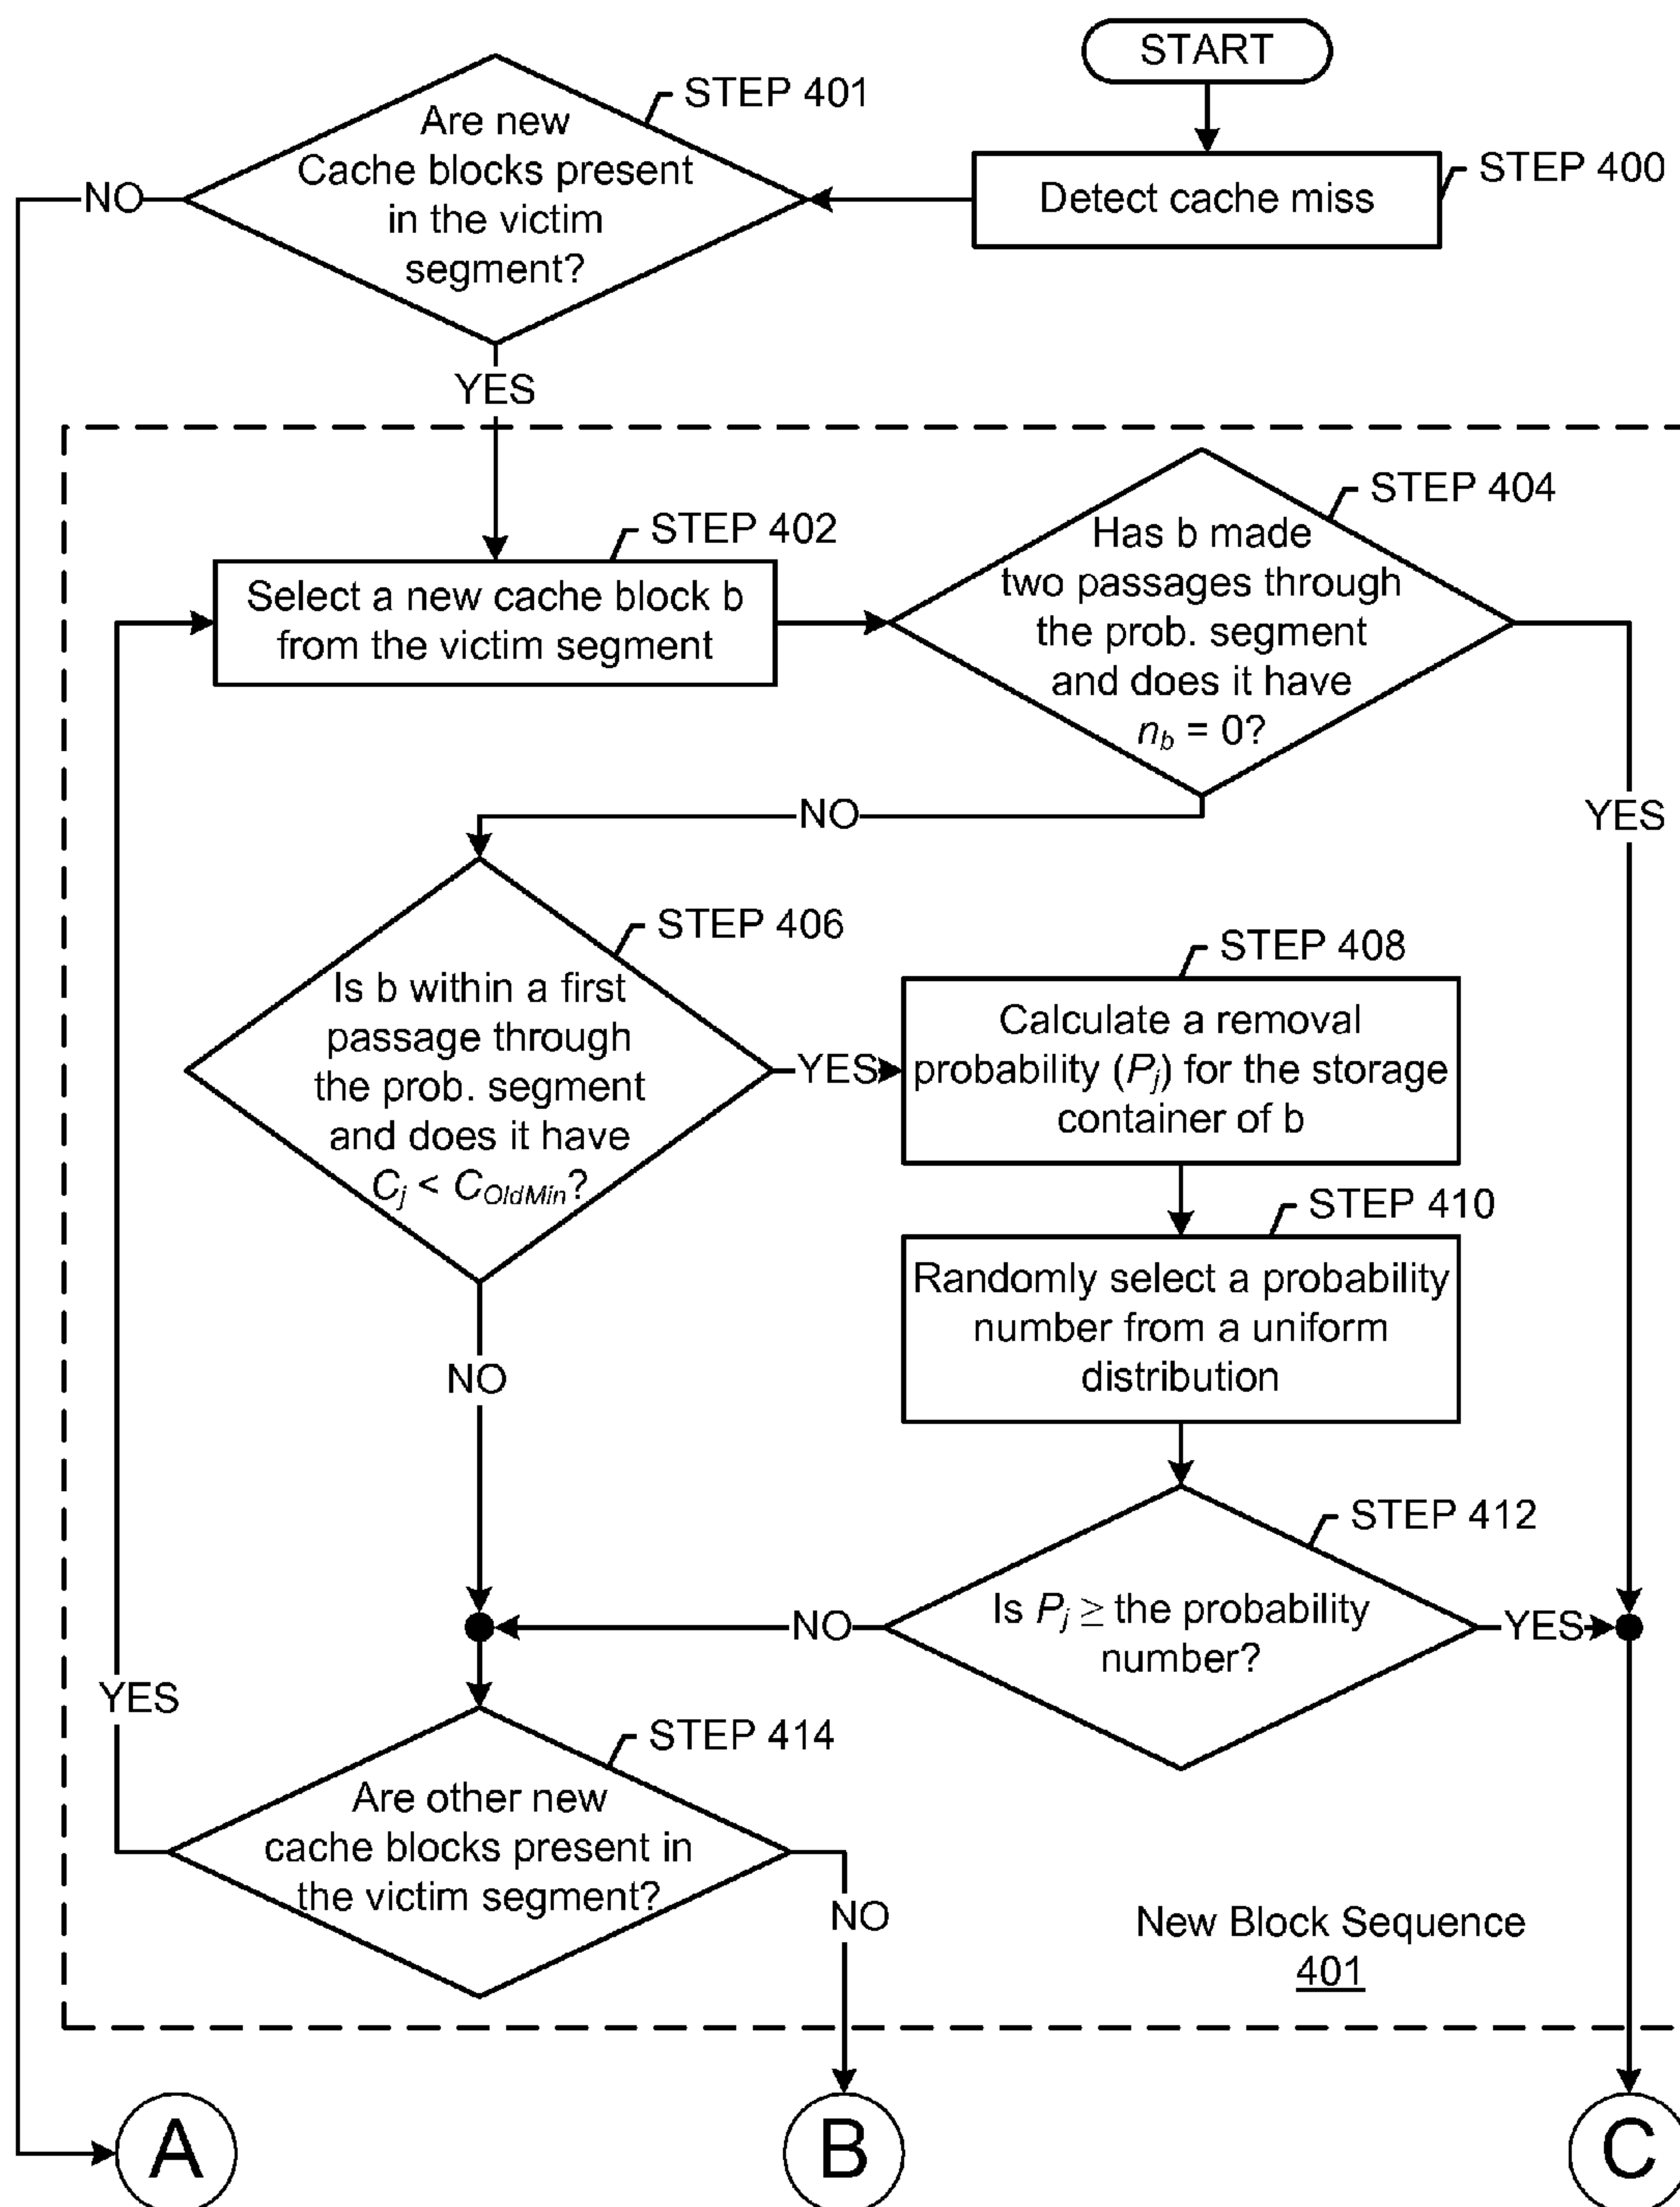 START
STEP 400
Detect cache miss
STEP 401
Are new
Cache blocks present
in the victim
segment?
NO
YES
STEP 402
Select a new cache block b
from the victim segment
STEP 404
Has b made
two passages through
the prob. segment
and does it have
n_b = 0?
NO
YES
STEP 406
Is b within a first
passage through
the prob. segment
and does it have
C_j < C_OldMin?
YES
NO
STEP 408
Calculate a removal
probability (P_j) for the storage
container of b
STEP 410
Randomly select a probability
number from a uniform
distribution
STEP 412
Is P_j ≥ the probability
number?
NO
YES
STEP 414
Are other new
cache blocks present in
the victim segment?
YES
NO
New Block Sequence
401
A
B
C